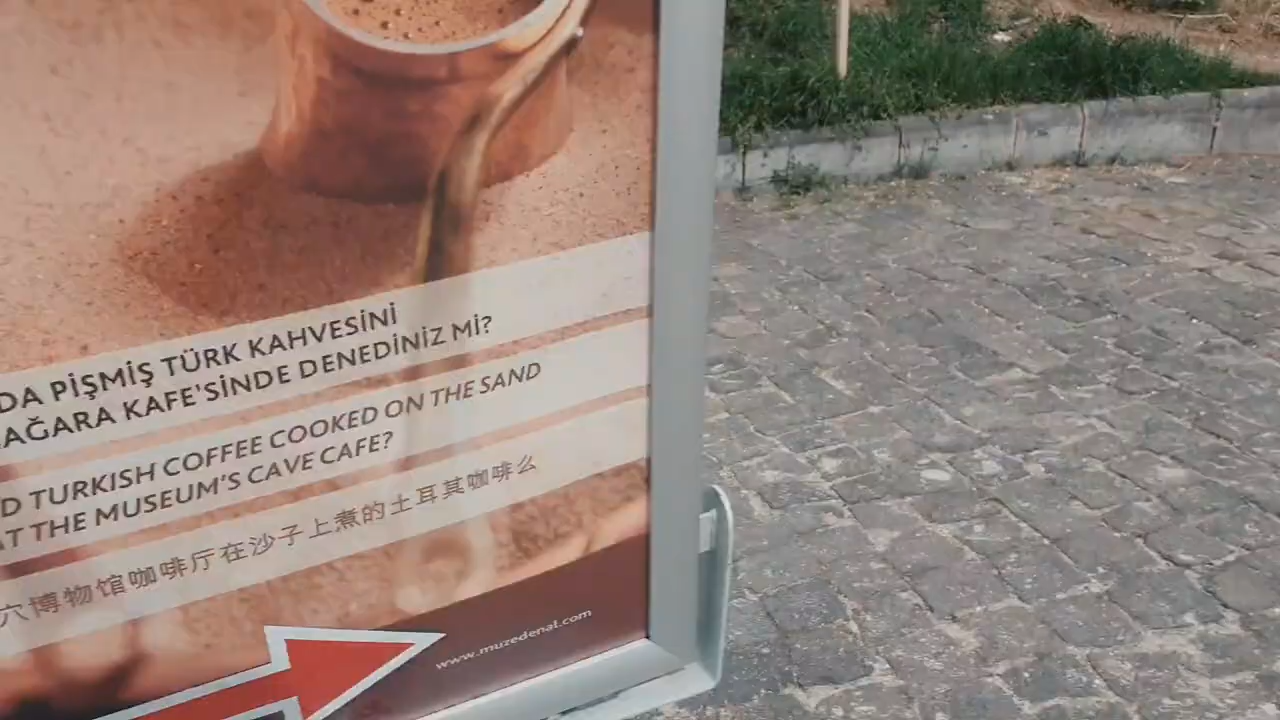 DA PİŞMİŞ TÜRK KAHVESİNİ
AĞARA KAFE'SİNDE DENEDİNİZ Mİ?
D TURKISH COFFEE COOKED ON THE SAND
AT THE MUSEUM'S CAVE CAFE?
穴博物馆咖啡厅在沙子上煮的土耳其咖啡么
www.muzedenal.com